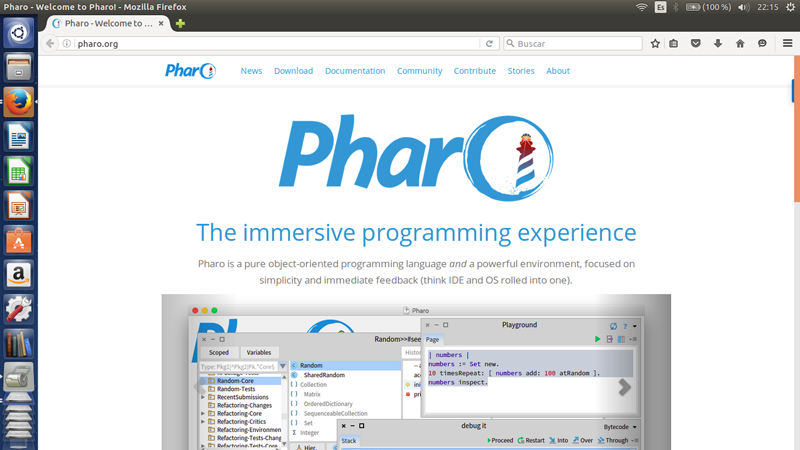 Pharo - Welcome to Pharo! - Mozilla Firefox
Es
(100 %)
22:15
Pharo - Welcome to ...
pharo.org
Buscar
Pharo
News
Download
Documentation
Community
Contribute
Stories
About
Pharo
The immersive programming experience
Pharo is a pure object-oriented programming language and a powerful environment, focused on
simplicity and immediate feedback (think IDE and OS rolled into one).
Pharo
Random>>#see
Scoped
Variables
Type: Pkg1|^Pkg2|Pk.*Core$
Random-Core
Random-Tests
RecentSubmissions
Refactoring-Changes
Refactoring-Core
Refactoring-Critics
Refactoring-Environmen
Refactoring-Tests-Chang
Refactoring-Tests-Core
Random
SharedRandom
Collection
Matrix
OrderedDictionary
SequenceableCollection
Set
Integer
Hier.
Playground
Page
| numbers |
numbers := Set new.
10 timesRepeat: [ numbers add: 100 atRandom ].
numbers inspect.
debug it
Bytecode
Stack
Proceed
Restart
Into
Over
Through